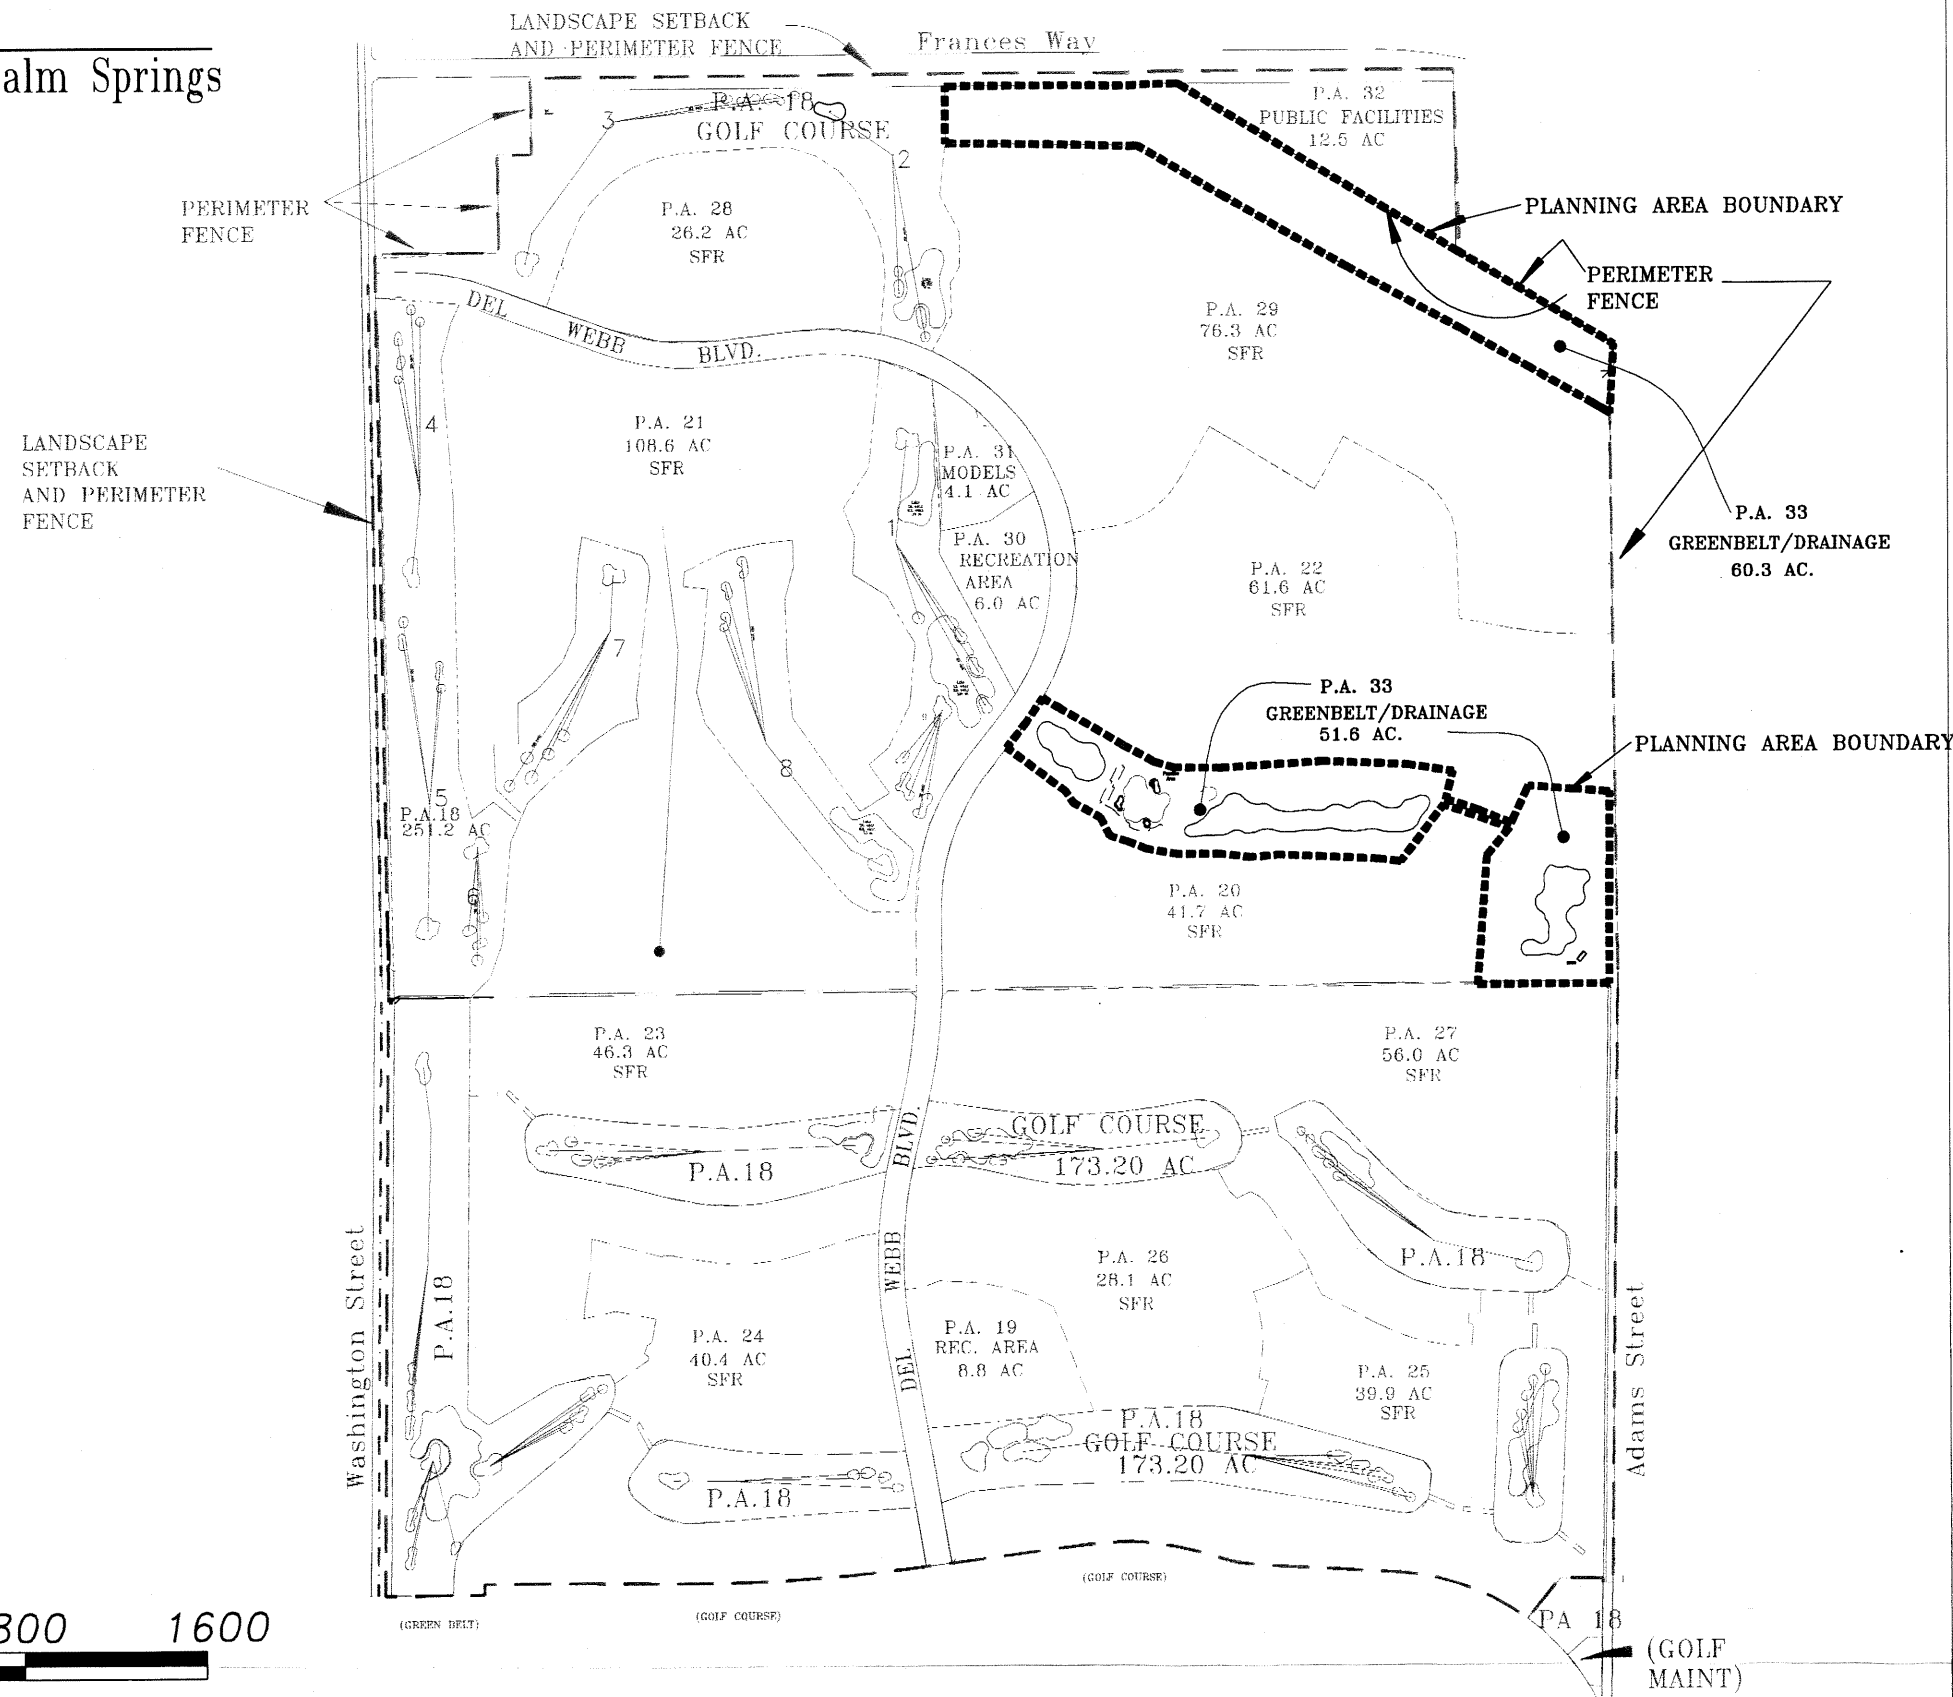 alm Springs
LANDSCAPE SETBACK
AND PERIMETER FENCE
Frances Way
P.A. 18
GOLF COURSE
3
2
P.A. 32
PUBLIC FACILITIES
12.5 AC
PERIMETER
FENCE
P.A. 28
26.2 AC
SFR
PLANNING AREA BOUNDARY
PERIMETER
FENCE
DEL WEBB BLVD.
P.A. 29
76.3 AC
SFR
LANDSCAPE
SETBACK
AND PERIMETER
FENCE
4
P.A. 21
108.6 AC
SFR
P.A. 31
MODELS
4.1 AC
1
P.A. 30
RECREATION
AREA
6.0 AC
P.A. 33
GREENBELT/DRAINAGE
60.3 AC.
P.A. 22
61.6 AC
SFR
7
8
P.A. 33
GREENBELT/DRAINAGE
51.6 AC.
PLANNING AREA BOUNDARY
5
P.A.18
251.2 AC
P.A. 20
41.7 AC
SFR
P.A. 23
46.3 AC
SFR
P.A. 27
56.0 AC
SFR
GOLF COURSE
173.20 AC
P.A.18
DEL WEBB BLVD.
P.A.18
P.A.18
Washington Street
Adams Street
P.A. 26
28.1 AC
SFR
P.A. 24
40.4 AC
SFR
P.A. 19
REC. AREA
8.8 AC
P.A. 25
39.9 AC
SFR
P.A.18
GOLF COURSE
173.20 AC
P.A.18
(GREEN BELT)
(GOLF COURSE)
(GOLF COURSE)
PA 18
(GOLF
MAINT)
800 1600